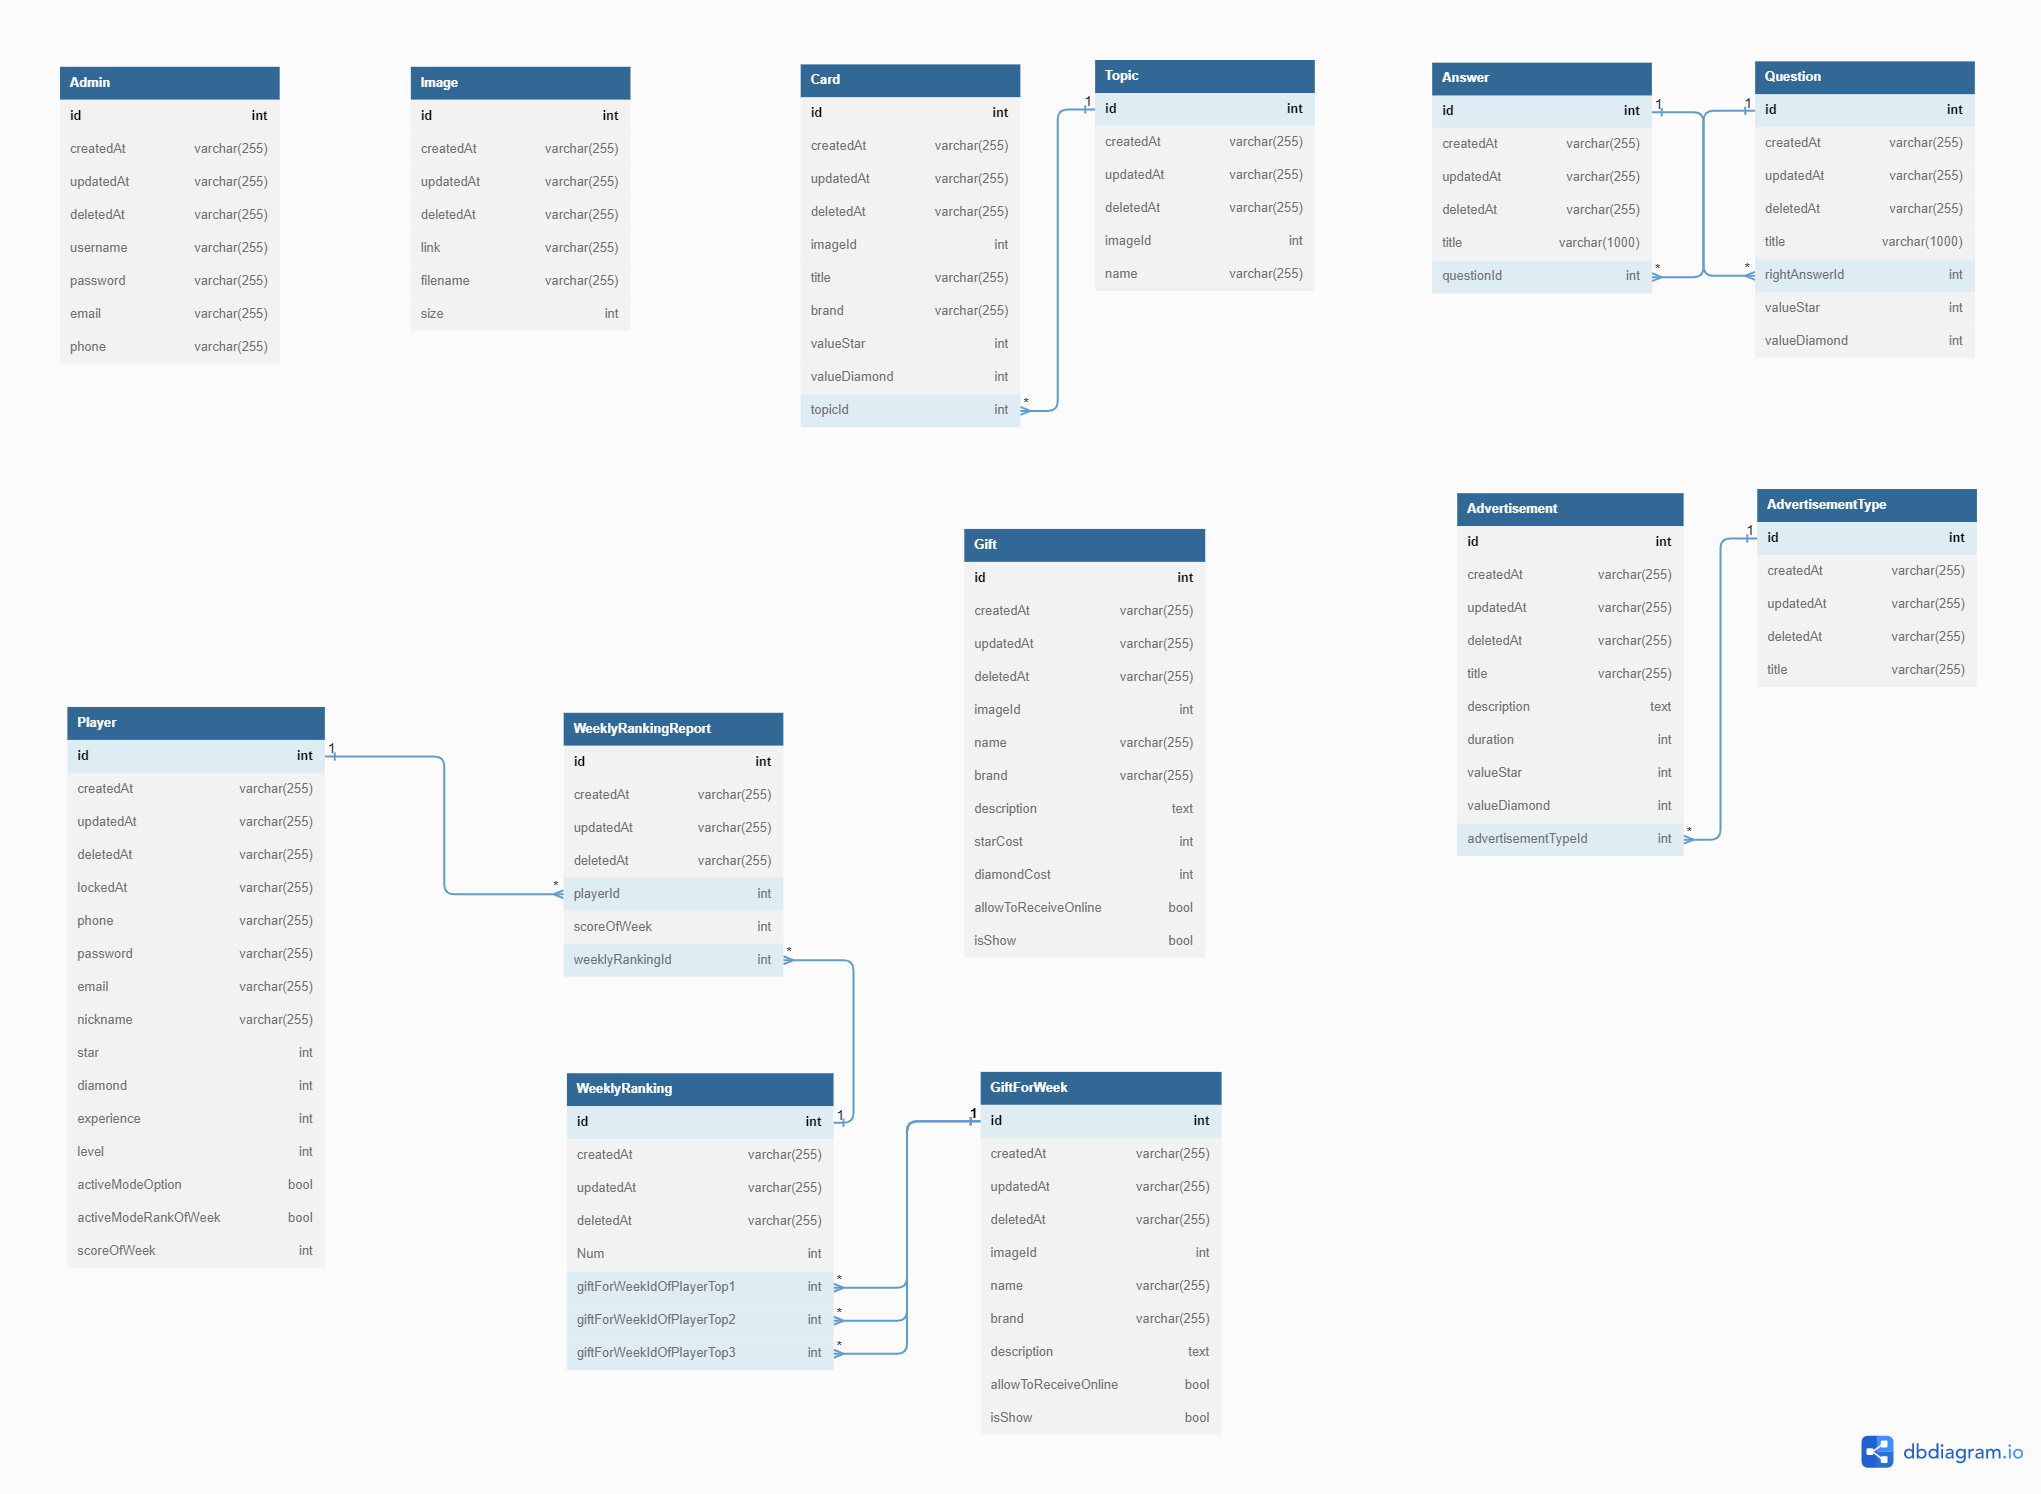 Admin
id int
createdAt varchar(255)
updatedAt varchar(255)
deletedAt varchar(255)
username varchar(255)
password varchar(255)
email varchar(255)
phone varchar(255)
Image
id int
createdAt varchar(255)
updatedAt varchar(255)
deletedAt varchar(255)
link varchar(255)
filename varchar(255)
size int
Card
id int
createdAt varchar(255)
updatedAt varchar(255)
deletedAt varchar(255)
imageId int
title varchar(255)
brand varchar(255)
valueStar int
valueDiamond int
topicId int *
Topic
1 id int
createdAt varchar(255)
updatedAt varchar(255)
deletedAt varchar(255)
imageId int
name varchar(255)
Answer
id int 1
createdAt varchar(255)
updatedAt varchar(255)
deletedAt varchar(255)
title varchar(1000)
questionId int *
Question
1 id int
createdAt varchar(255)
updatedAt varchar(255)
deletedAt varchar(255)
title varchar(1000)
* rightAnswerId int
valueStar int
valueDiamond int
Advertisement
id int
createdAt varchar(255)
updatedAt varchar(255)
deletedAt varchar(255)
title varchar(255)
description text
duration int
valueStar int
valueDiamond int
advertisementTypeId int *
AdvertisementType
1 id int
createdAt varchar(255)
updatedAt varchar(255)
deletedAt varchar(255)
title varchar(255)
Gift
id int
createdAt varchar(255)
updatedAt varchar(255)
deletedAt varchar(255)
imageId int
name varchar(255)
brand varchar(255)
description text
starCost int
diamondCost int
allowToReceiveOnline bool
isShow bool
Player
id int 1
createdAt varchar(255)
updatedAt varchar(255)
deletedAt varchar(255)
lockedAt varchar(255)
phone varchar(255)
password varchar(255)
email varchar(255)
nickname varchar(255)
star int
diamond int
experience int
level int
activeModeOption bool
activeModeRankOfWeek bool
scoreOfWeek int
WeeklyRankingReport
id int
createdAt varchar(255)
updatedAt varchar(255)
deletedAt varchar(255)
* playerId int
scoreOfWeek int
weeklyRankingId int *
WeeklyRanking
id int 1
createdAt varchar(255)
updatedAt varchar(255)
deletedAt varchar(255)
Num int
giftForWeekIdOfPlayerTop1 int *
giftForWeekIdOfPlayerTop2 int *
giftForWeekIdOfPlayerTop3 int *
GiftForWeek
1 id int
createdAt varchar(255)
updatedAt varchar(255)
deletedAt varchar(255)
imageId int
name varchar(255)
brand varchar(255)
description text
allowToReceiveOnline bool
isShow bool
dbdiagram.io